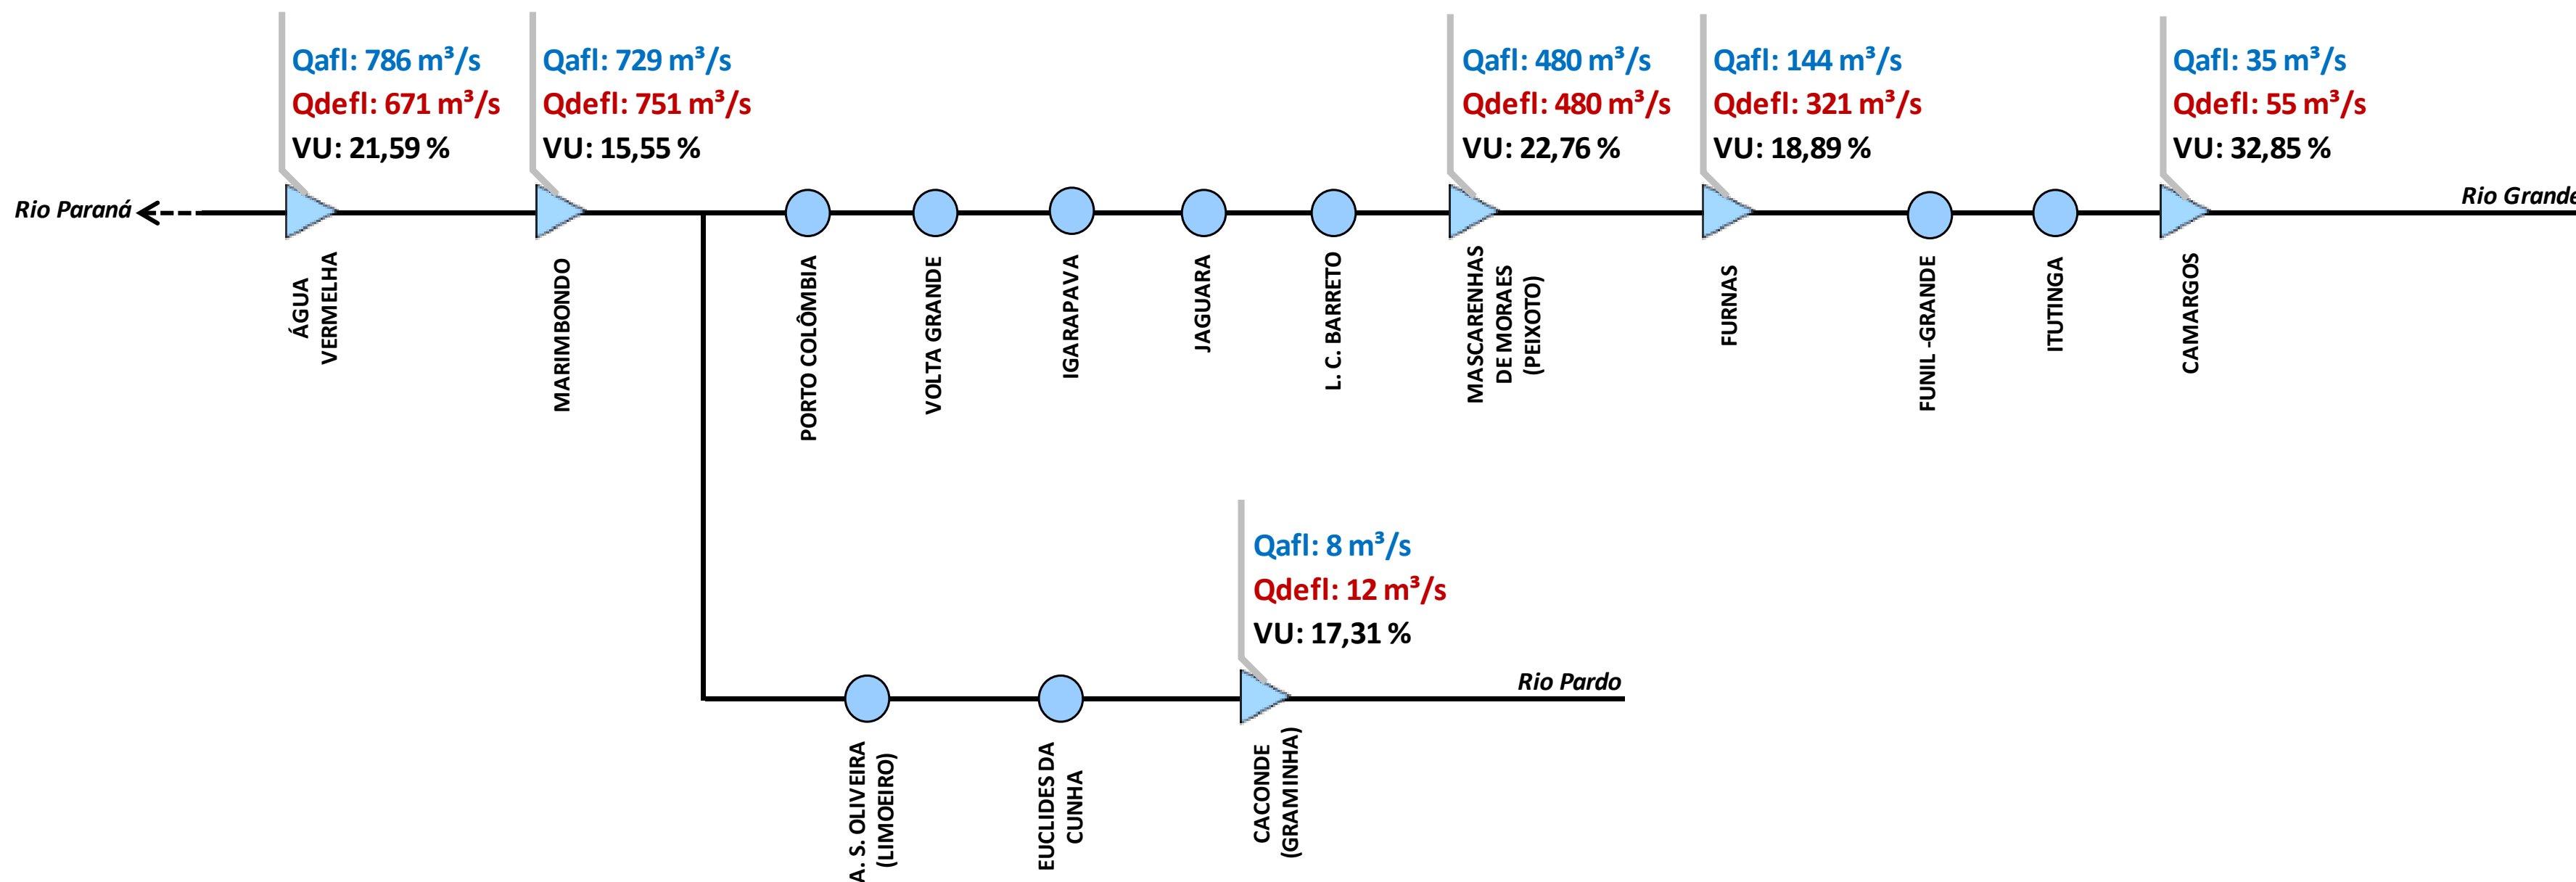 Qafl: 786 m³/s
Qdefl: 671 m³/s
VU: 21,59 %
Qafl: 729 m³/s
Qdefl: 751 m³/s
VU: 15,55 %
Qafl: 480 m³/s
Qdefl: 480 m³/s
VU: 22,76 %
Qafl: 144 m³/s
Qdefl: 321 m³/s
VU: 18,89 %
Qafl: 35 m³/s
Qdefl: 55 m³/s
VU: 32,85 %
Rio Paraná
Rio Grande
ÁGUA
VERMELHA
MARIMBONDO
PORTO COLÔMBIA
VOLTA GRANDE
IGARAPAVA
JAGUARA
L. C. BARRETO
MASCARENHAS
DE MORAES
(PEIXOTO)
FURNAS
FUNIL -GRANDE
ITUTINGA
CAMARGOS
Qafl: 8 m³/s
Qdefl: 12 m³/s
VU: 17,31 %
Rio Pardo
A. S. OLIVEIRA
(LIMOEIRO)
EUCLIDES DA
CUNHA
CACONDE
(GRAMINHA)